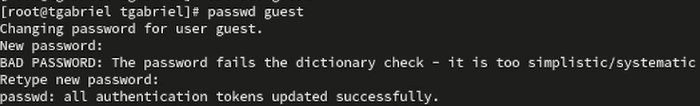 [root@tgabriel tgabriel]# passwd guest
Changing password for user guest.
New password:
BAD PASSWORD: The password fails the dictionary check - it is too simplistic/systematic
Retype new password:
passwd: all authentication tokens updated successfully.